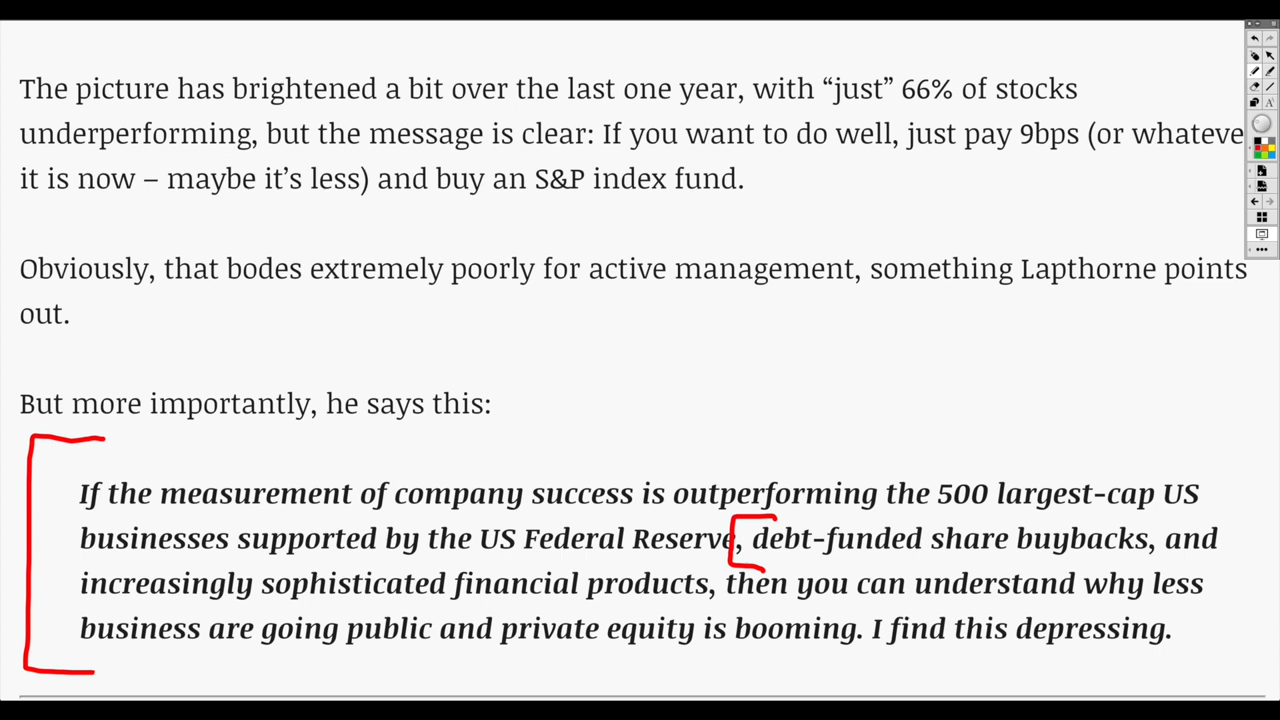 The picture has brightened a bit over the last one year, with “just” 66% of stocks
underperforming, but the message is clear: If you want to do well, just pay 9bps (or whateve
it is now – maybe it’s less) and buy an S&P index fund.
Obviously, that bodes extremely poorly for active management, something Lapthorne points
out.
But more importantly, he says this:
If the measurement of company success is outperforming the 500 largest-cap US
businesses supported by the US Federal Reserve, debt-funded share buybacks, and
increasingly sophisticated financial products, then you can understand why less
business are going public and private equity is booming. I find this depressing.